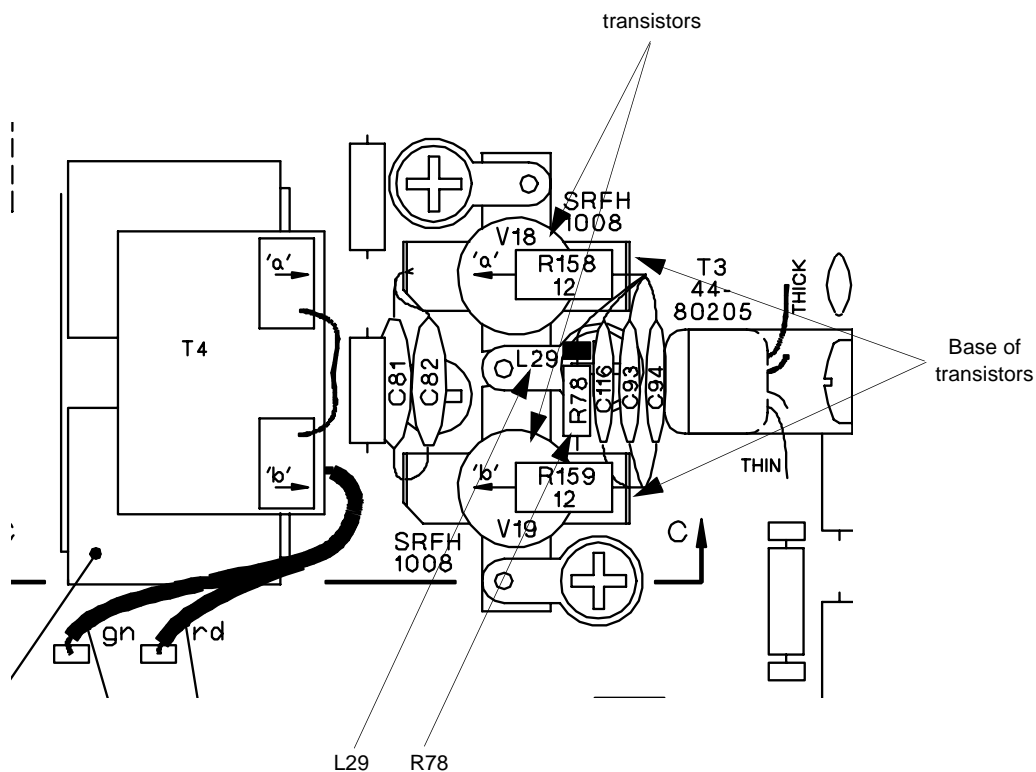 transistors
SRFH
1008
V18
'a'
'a'
R158
12
T3
44-
80205
THICK
T4
L29
C81
C82
R78
C116
C93
C94
Base of
transistors
'b'
'b'
R159
12
THIN
V19
SRFH
1008
C
gn
rd
L29
R78